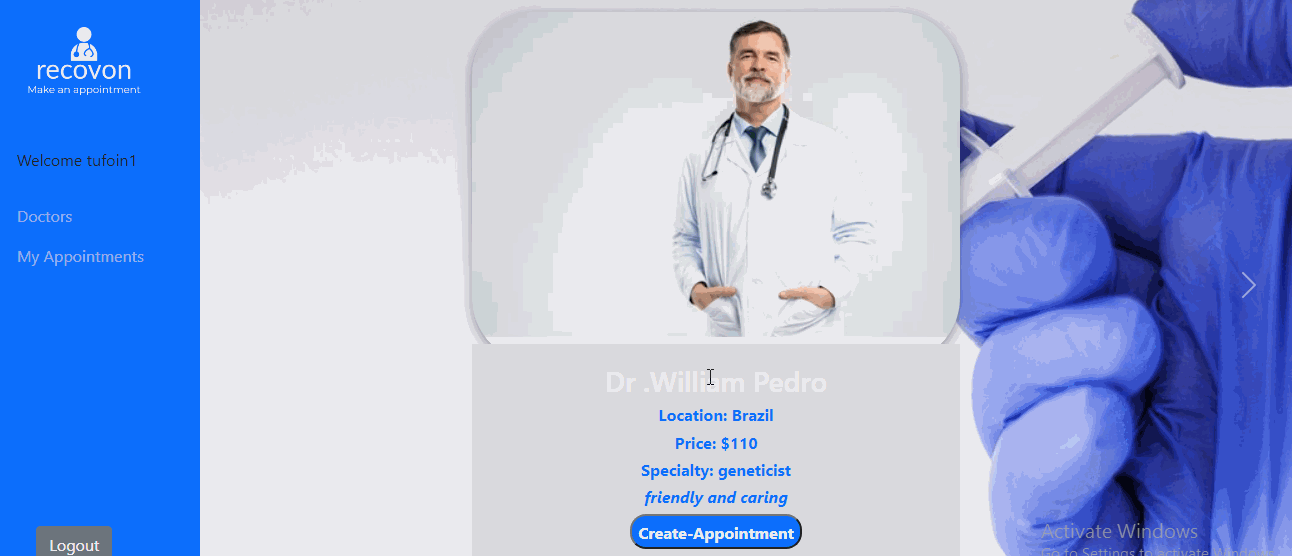 recovon
Make an appointment
Welcome tufoin1
Doctors
My Appointments
Logout
Dr .William Pedro
Location: Brazil
Price: $110
Specialty: geneticist
friendly and caring
Create-Appointment
Activate Windows
Go to Settings to activate Windows